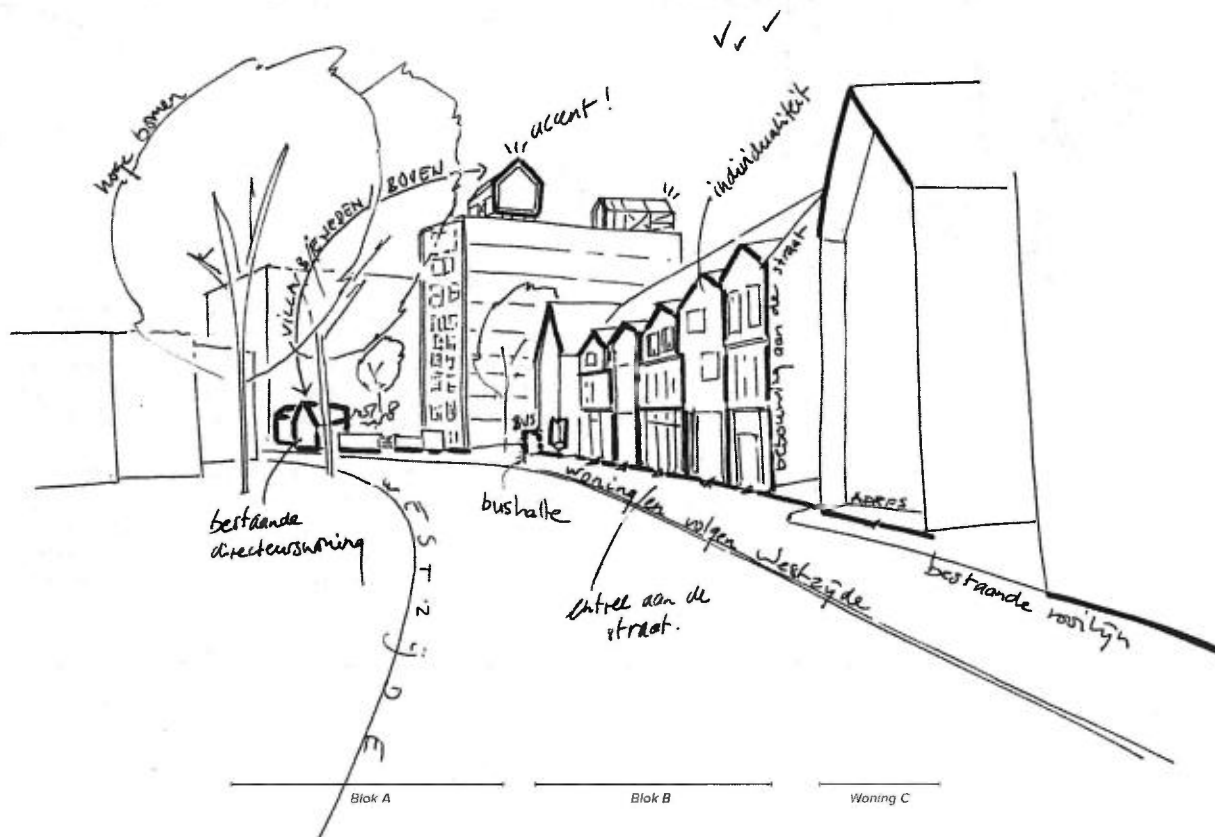 accent!
hoge bomen
VILLA BENEDEN / BOVEN
individualiteit
bebouwing aan de straat
BUS
ADRES
bestaande
directeurswoning
bushalte
woning/en volgen westzijde
entree aan de
straat.
bestaande rooilijn
WESTZIJDE
Blok A
Blok B
Woning C